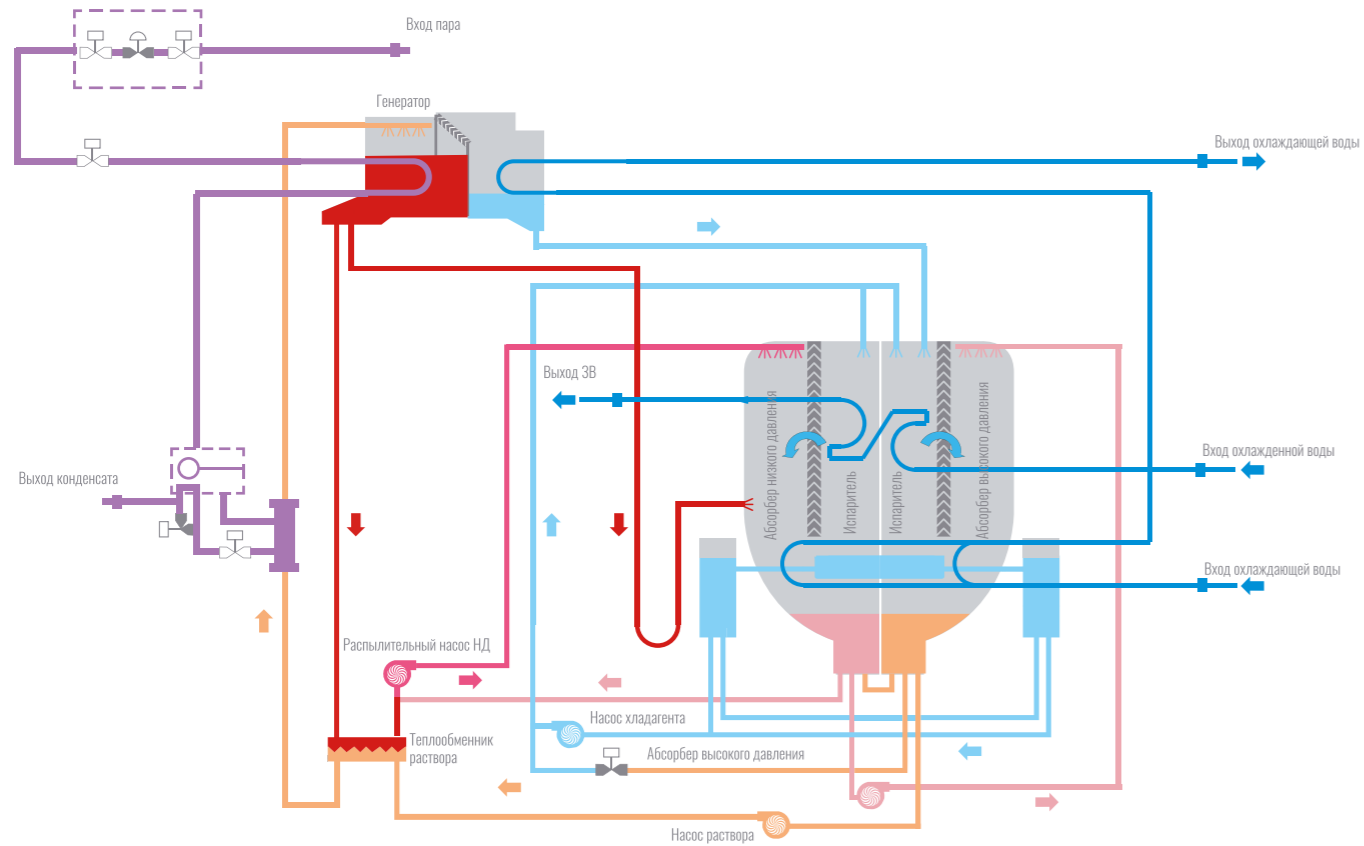 Вход пара
Генератор
Выход охлаждающей воды
Выход ЗВ
Абсорбер низкого давления
Испаритель
Испаритель
Абсорбер высокого давления
Вход охлажденной воды
Выход конденсата
Вход охлаждающей воды
Распылительный насос НД
Насос хладагента
Теплообменник
раствора
Абсорбер высокого давления
Насос раствора